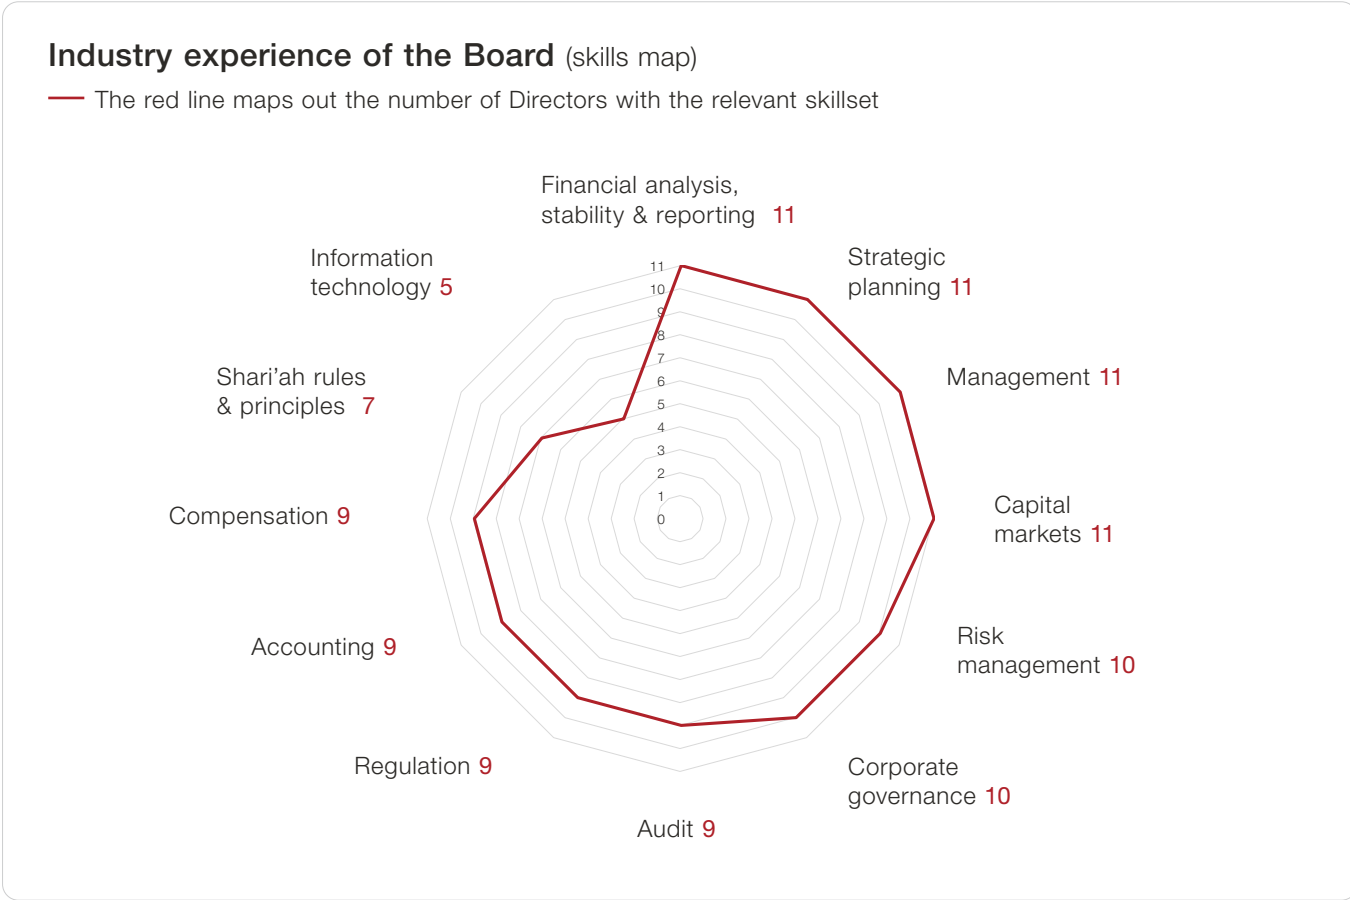 Industry experience of the Board (skills map)
The red line maps out the number of Directors with the relevant skillset
Financial analysis,
stability & reporting 11
Strategic
planning 11
Management 11
Capital
markets 11
Risk
management 10
Corporate
governance 10
Audit 9
Regulation 9
Accounting 9
Compensation 9
Shari’ah rules
& principles 7
Information
technology 5
11
10
9
8
7
6
5
4
3
2
1
0